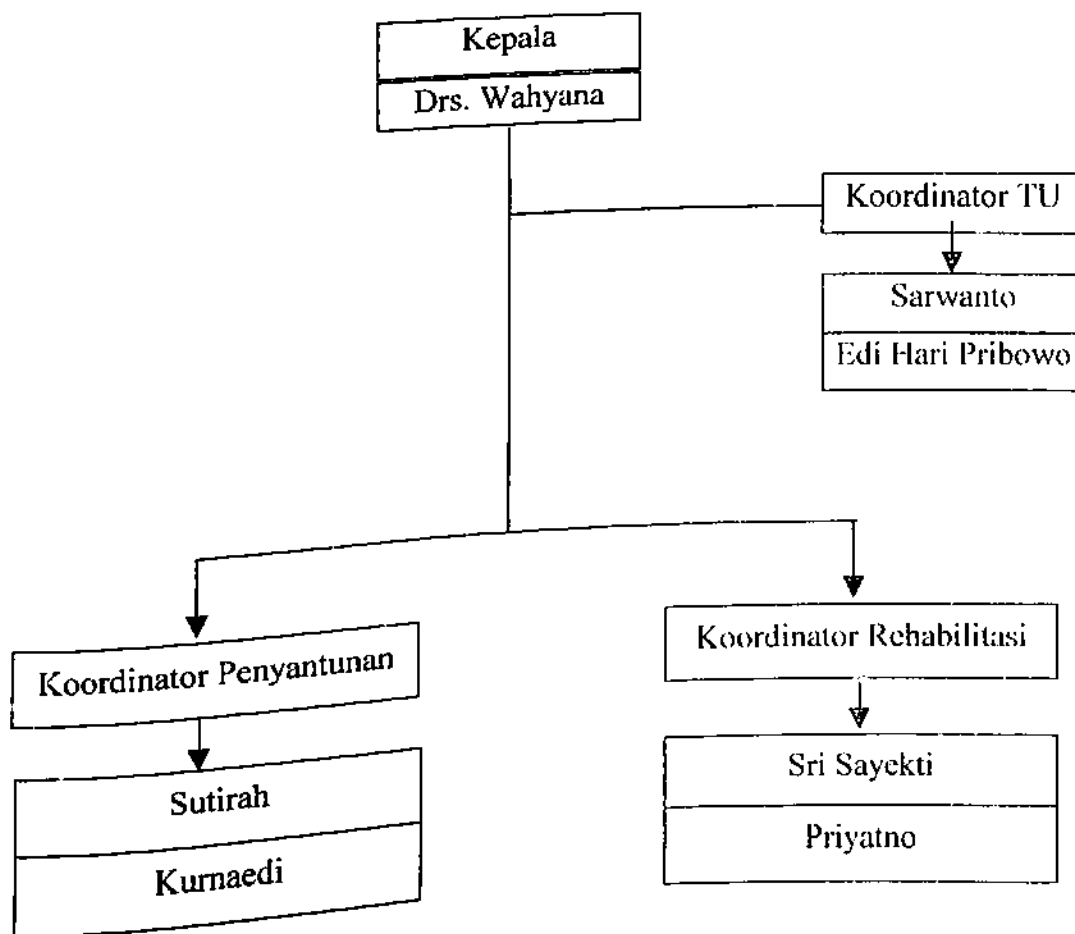 Kepala
Drs. Wahyana
Koordinator TU
Sarwanto
Edi Hari Pribowo
Koordinator Penyantunan
Koordinator Rehabilitasi
Sutirah
Kurnaedi
Sri Sayekti
Priyatno